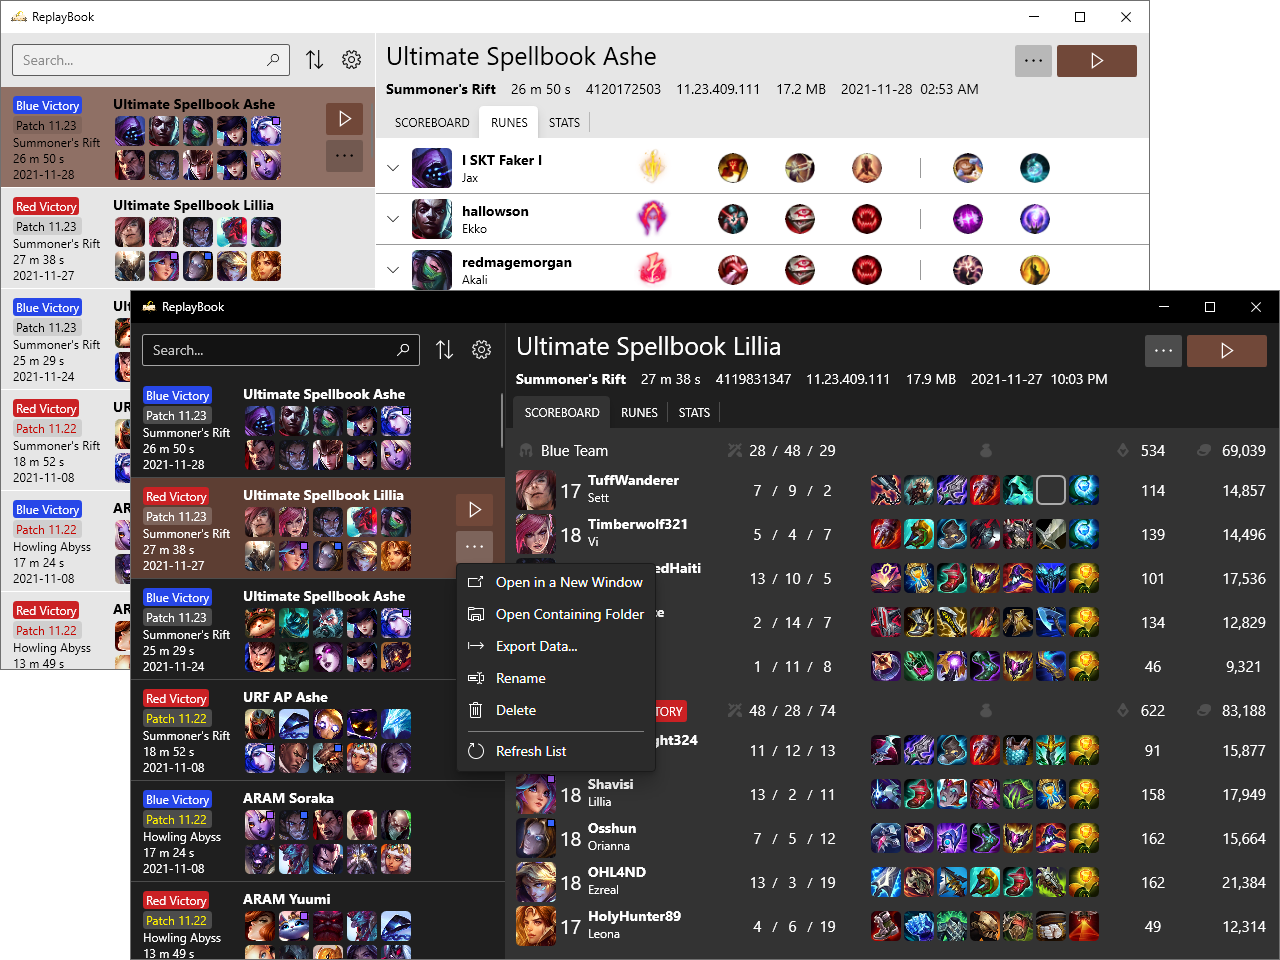 ReplayBook
Search...
Blue Victory
Patch 11.23
Summoner's Rift
26 m 50 s
2021-11-28
Ultimate Spellbook Ashe
Red Victory
Patch 11.23
Summoner's Rift
27 m 38 s
2021-11-27
Ultimate Spellbook Lillia
Blue Victory
Patch 11.23
Summoner's Rift
25 m 29 s
2021-11-24
Red Victory
Patch 11.22
Summoner's Rift
18 m 52 s
2021-11-08
UR
Blue Victory
Patch 11.22
Howling Abyss
17 m 24 s
2021-11-08
AR
Red Victory
Patch 11.22
Howling Abyss
13 m 49 s
AR
Ultimate Spellbook Ashe
Summoner's Rift 26 m 50 s 4120172503 11.23.409.111 17.2 MB 2021-11-28 02:53 AM
SCOREBOARD RUNES STATS
I SKT Faker I
Jax
hallowson
Ekko
redmagemorgan
Akali
ReplayBook
Search...
Blue Victory
Patch 11.23
Summoner's Rift
26 m 50 s
2021-11-28
Ultimate Spellbook Ashe
Red Victory
Patch 11.23
Summoner's Rift
27 m 38 s
2021-11-27
Ultimate Spellbook Lillia
Blue Victory
Patch 11.23
Summoner's Rift
25 m 29 s
2021-11-24
Ultimate Spellbook Ashe
Red Victory
Patch 11.22
Summoner's Rift
18 m 52 s
2021-11-08
URF AP Ashe
Blue Victory
Patch 11.22
Howling Abyss
17 m 24 s
2021-11-08
ARAM Soraka
Red Victory
Patch 11.22
Howling Abyss
13 m 49 s
ARAM Yuumi
Open in a New Window
Open Containing Folder
Export Data...
Rename
Delete
Refresh List
Ultimate Spellbook Lillia
Summoner's Rift 27 m 38 s 4119831347 11.23.409.111 17.9 MB 2021-11-27 10:03 PM
SCOREBOARD RUNES STATS
Blue Team 28 / 48 / 29 534 69,039
17 TuffWanderer 7 / 9 / 2 114 14,857
Sett
18 Timberwolf321 5 / 4 / 7 139 14,496
Vi
edHaiti 13 / 10 / 5 101 17,536
e 2 / 14 / 7 134 12,829
1 / 11 / 8 46 9,321
TORY 48 / 28 / 74 622 83,188
ght324 11 / 12 / 13 91 15,877
18 Shavisi 13 / 2 / 11 158 17,949
Lillia
18 Osshun 7 / 5 / 12 162 15,664
Orianna
18 OHL4ND 13 / 3 / 19 162 21,384
Ezreal
17 HolyHunter89 4 / 6 / 19 49 12,314
Leona